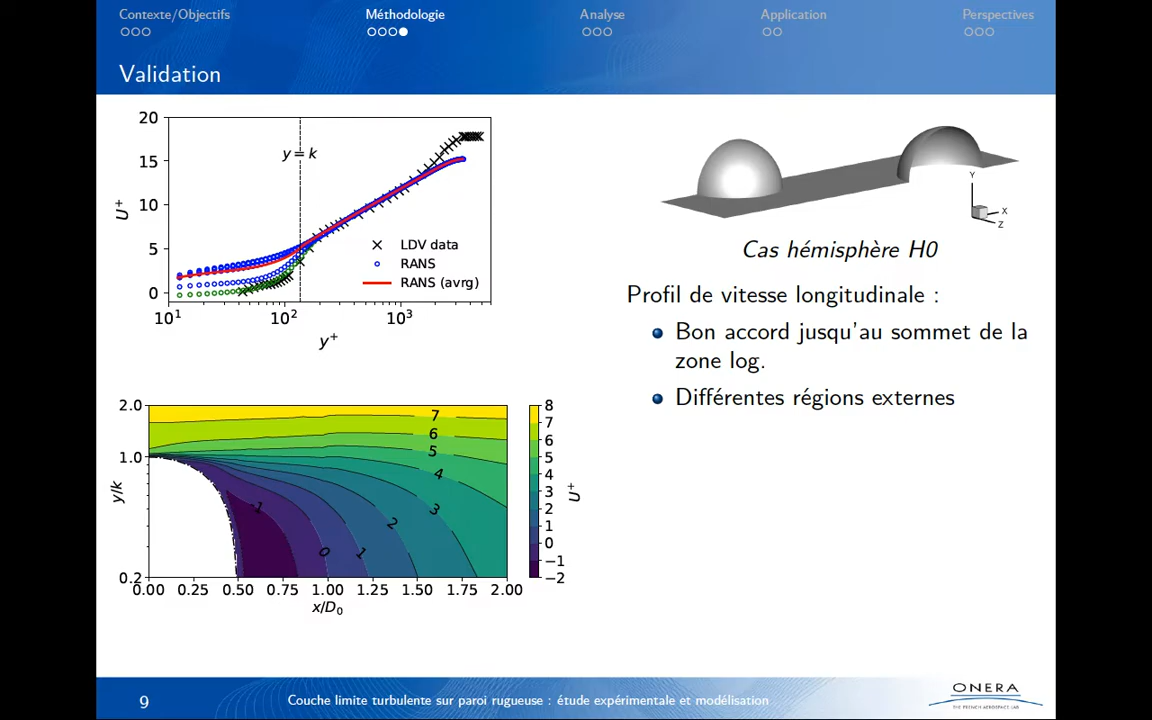 Contexte/Objectifs Méthodologie Analyse Application Perspectives
Validation
20
15
10
5
0
U⁺
y = k
LDV data
RANS
RANS (avrg)
10¹ 10² 10³
y⁺
Y
X
Z
Cas hémisphère H0
Profil de vitesse longitudinale :
Bon accord jusqu'au sommet de la
zone log.
Différentes régions externes
2.0
1.0
0.2
y/k
7
6
5
4
3
2
1
0
-1
0.00 0.25 0.50 0.75 1.00 1.25 1.50 1.75 2.00
x/D₀
8
7
6
5
4
3
2
1
0
−1
−2
U⁺
9
Couche limite turbulente sur paroi rugueuse : étude expérimentale et modélisation
ONERA
THE FRENCH AEROSPACE LAB